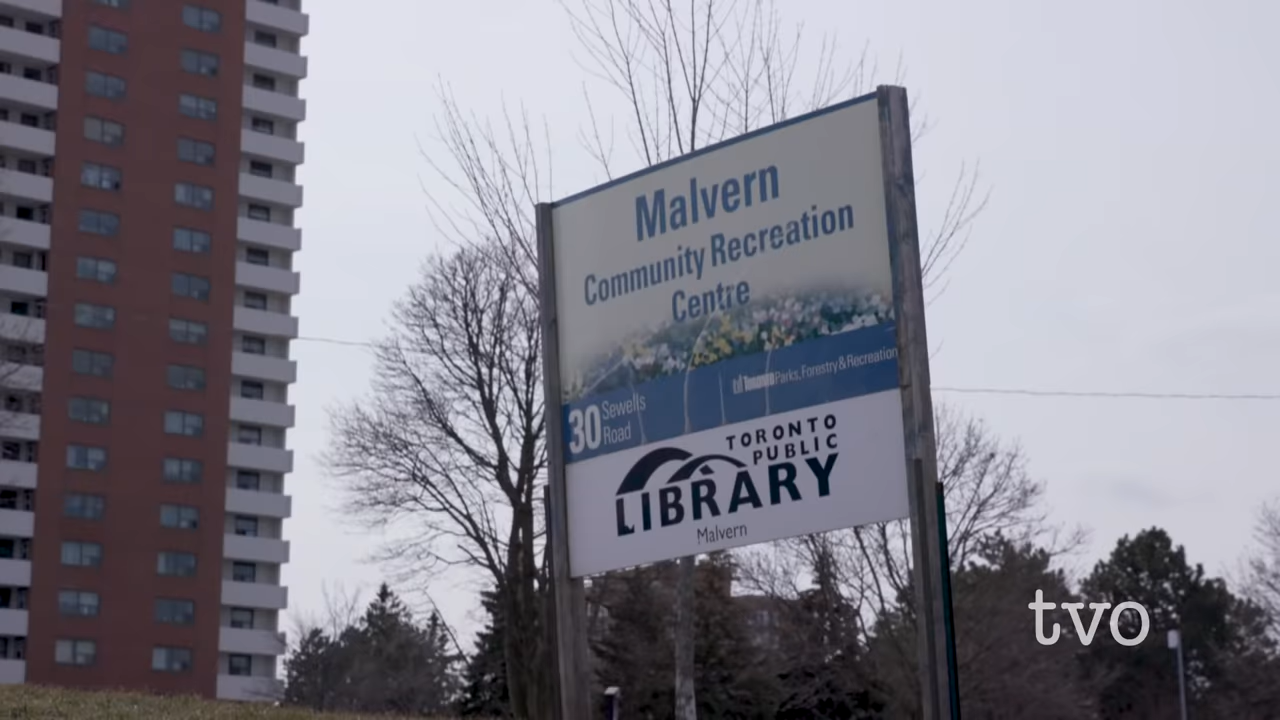 Malvern
Community Recreation
Centre
Toronto Parks, Forestry & Recreation
30 Sewells
Road
TORONTO
PUBLIC
LIBRARY
Malvern
tvo